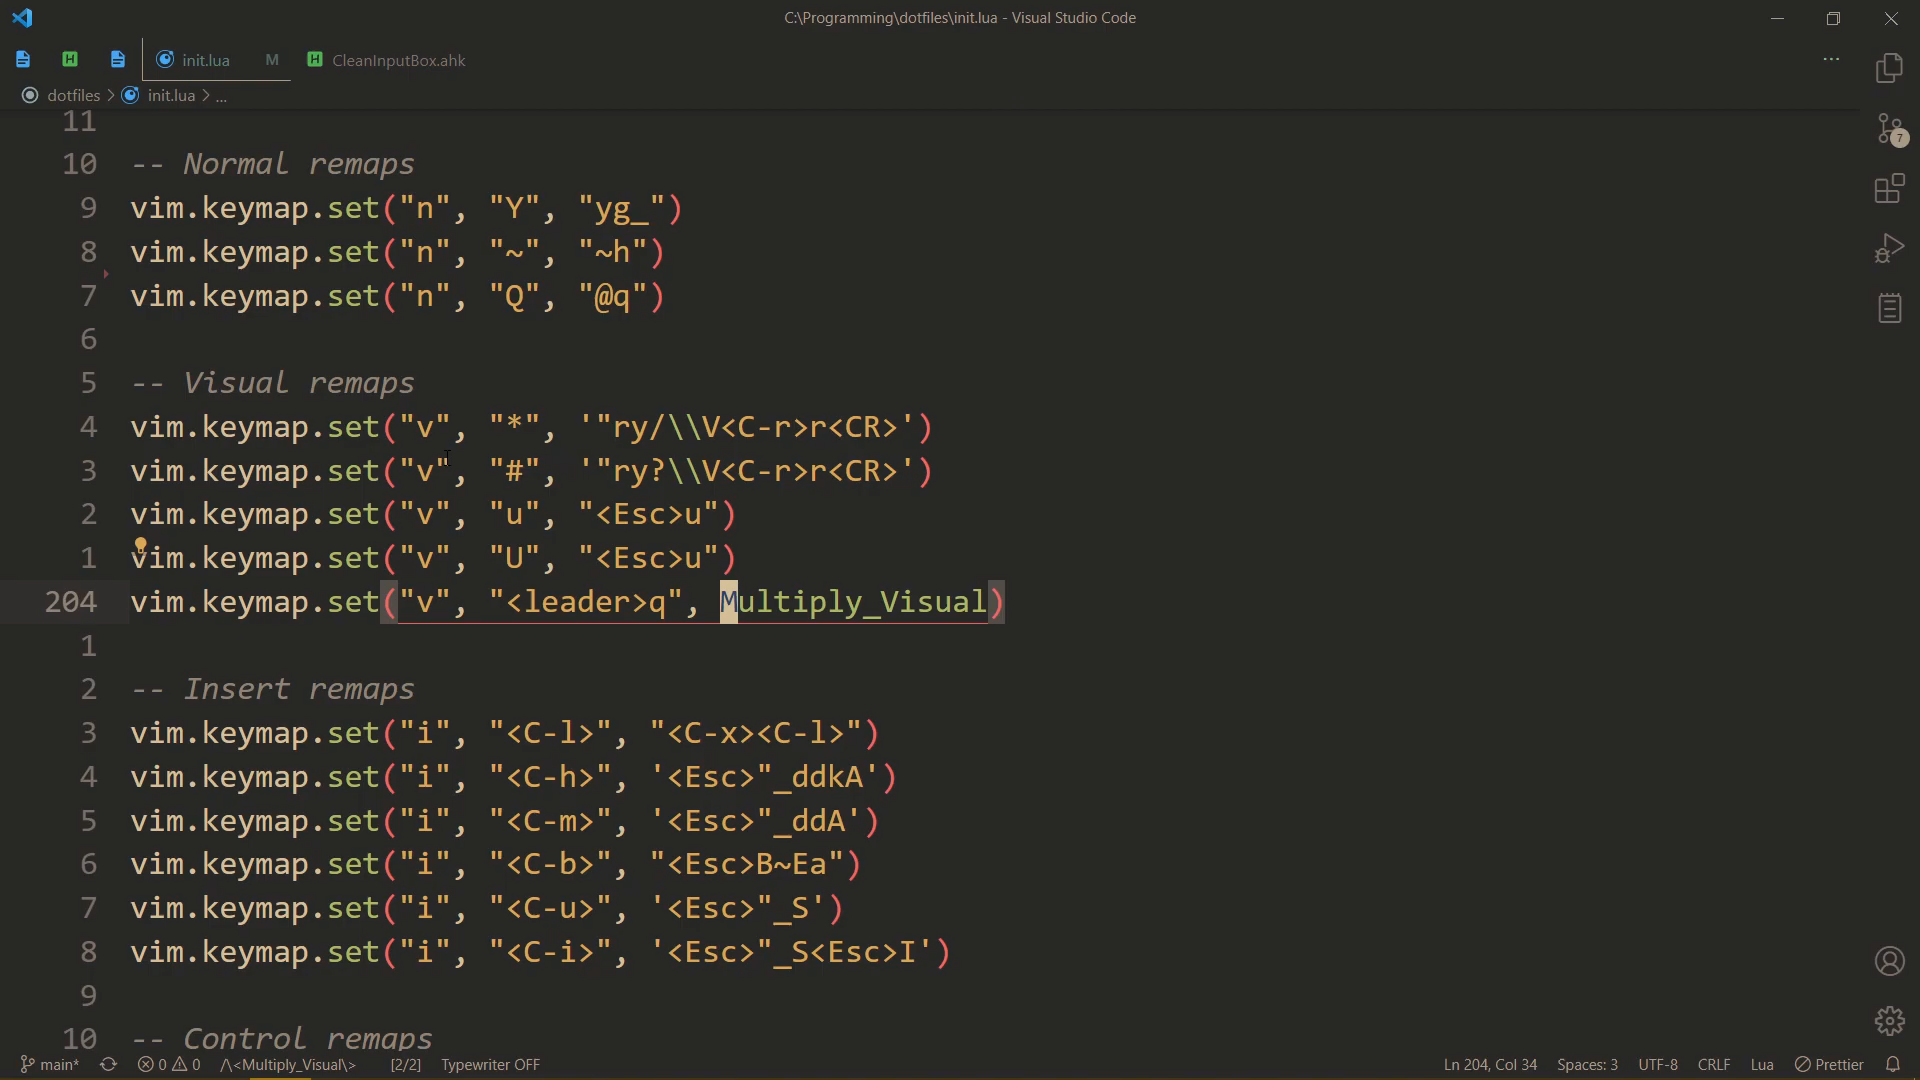 C:\Programming\dotfiles\init.lua - Visual Studio Code
H init.lua M H CleanInputBox.ahk ...
dotfiles > init.lua > ...
11
10 -- Normal remaps
9 vim.keymap.set("n", "Y", "yg_")
8 vim.keymap.set("n", "~", "~h")
7 vim.keymap.set("n", "Q", "@q")
6
5 -- Visual remaps
4 vim.keymap.set("v", "*", '"ry/\\V<C-r>r<CR>')
3 vim.keymap.set("v", "#", '"ry?\\V<C-r>r<CR>')
2 vim.keymap.set("v", "u", "<Esc>u")
1 vim.keymap.set("v", "U", "<Esc>u")
204 vim.keymap.set("v", "<leader>q", Multiply_Visual)
1
2 -- Insert remaps
3 vim.keymap.set("i", "<C-l>", "<C-x><C-l>")
4 vim.keymap.set("i", "<C-h>", '<Esc>"_ddkA')
5 vim.keymap.set("i", "<C-m>", '<Esc>"_ddA')
6 vim.keymap.set("i", "<C-b>", "<Esc>B~Ea")
7 vim.keymap.set("i", "<C-u>", '<Esc>"_S')
8 vim.keymap.set("i", "<C-i>", '<Esc>"_S<Esc>I')
9
10 -- Control remaps
7
main* 0 0 /\<Multiply_Visual\> [2/2] Typewriter OFF Ln 204, Col 34 Spaces: 3 UTF-8 CRLF Lua Prettier